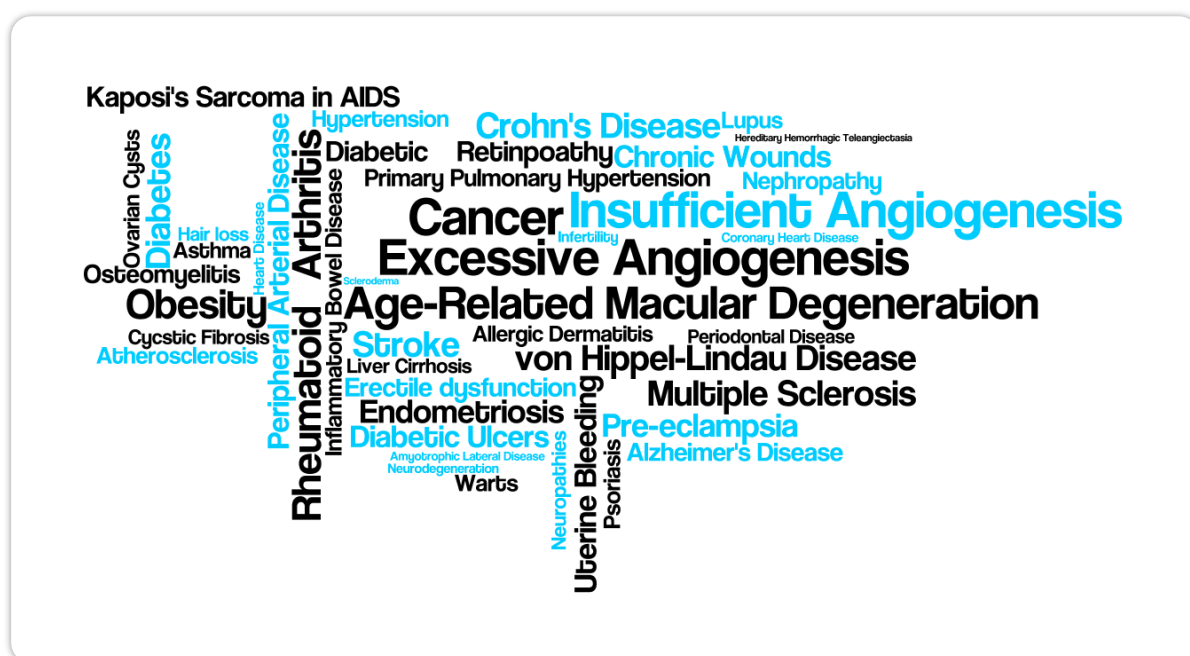 Kaposi's Sarcoma in AIDS
Hypertension
Crohn's Disease
Lupus
Hereditary Hemorrhagic Teleangiectasia
Ovarian Cysts
Diabetes
Peripheral Arterial Disease
Rheumatoid Arthritis
Diabetic Retinpoathy
Chronic Wounds
Primary Pulmonary Hypertension
Nephropathy
Inflammatory Bowel Disease
Cancer
Insufficient Angiogenesis
Hair loss
Heart Disease
Infertility
Coronary Heart Disease
Asthma
Excessive Angiogenesis
Osteomyelitis
Scleroderma
Obesity
Age-Related Macular Degeneration
Cycstic Fibrosis
Allergic Dermatitis
Periodontal Disease
Atherosclerosis
Stroke
von Hippel-Lindau Disease
Liver Cirrhosis
Erectile dysfunction
Multiple Sclerosis
Endometriosis
Uterine Bleeding
Pre-eclampsia
Diabetic Ulcers
Neuropathies
Psoriasis
Alzheimer's Disease
Amyotrophic Lateral Disease
Neurodegeneration
Warts